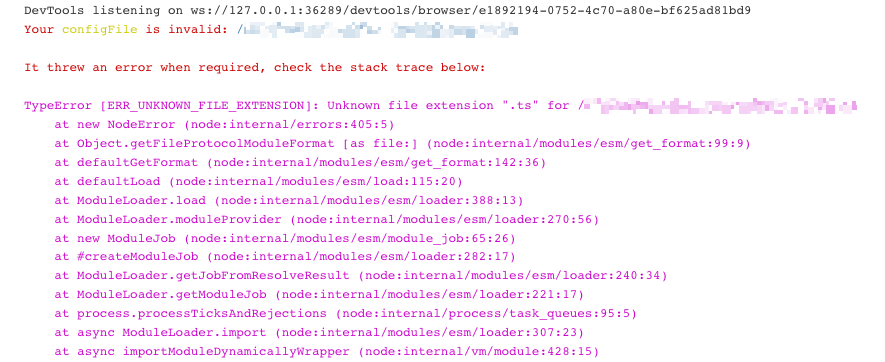 DevTools listening on ws://127.0.0.1:36289/devtools/browser/e1892194-0752-4c70-a80e-bf625ad81bd9
Your configFile is invalid: /
It threw an error when required, check the stack trace below:
TypeError [ERR_UNKNOWN_FILE_EXTENSION]: Unknown file extension ".ts" for /
at new NodeError (node:internal/errors:405:5)
at Object.getFileProtocolModuleFormat [as file:] (node:internal/modules/esm/get_format:99:9)
at defaultGetFormat (node:internal/modules/esm/get_format:142:36)
at defaultLoad (node:internal/modules/esm/load:115:20)
at ModuleLoader.load (node:internal/modules/esm/loader:388:13)
at ModuleLoader.moduleProvider (node:internal/modules/esm/loader:270:56)
at new ModuleJob (node:internal/modules/esm/module_job:65:26)
at #createModuleJob (node:internal/modules/esm/loader:282:17)
at ModuleLoader.getJobFromResolveResult (node:internal/modules/esm/loader:240:34)
at ModuleLoader.getModuleJob (node:internal/modules/esm/loader:221:17)
at process.processTicksAndRejections (node:internal/process/task_queues:95:5)
at async ModuleLoader.import (node:internal/modules/esm/loader:307:23)
at async importModuleDynamicallyWrapper (node:internal/vm/module:428:15)